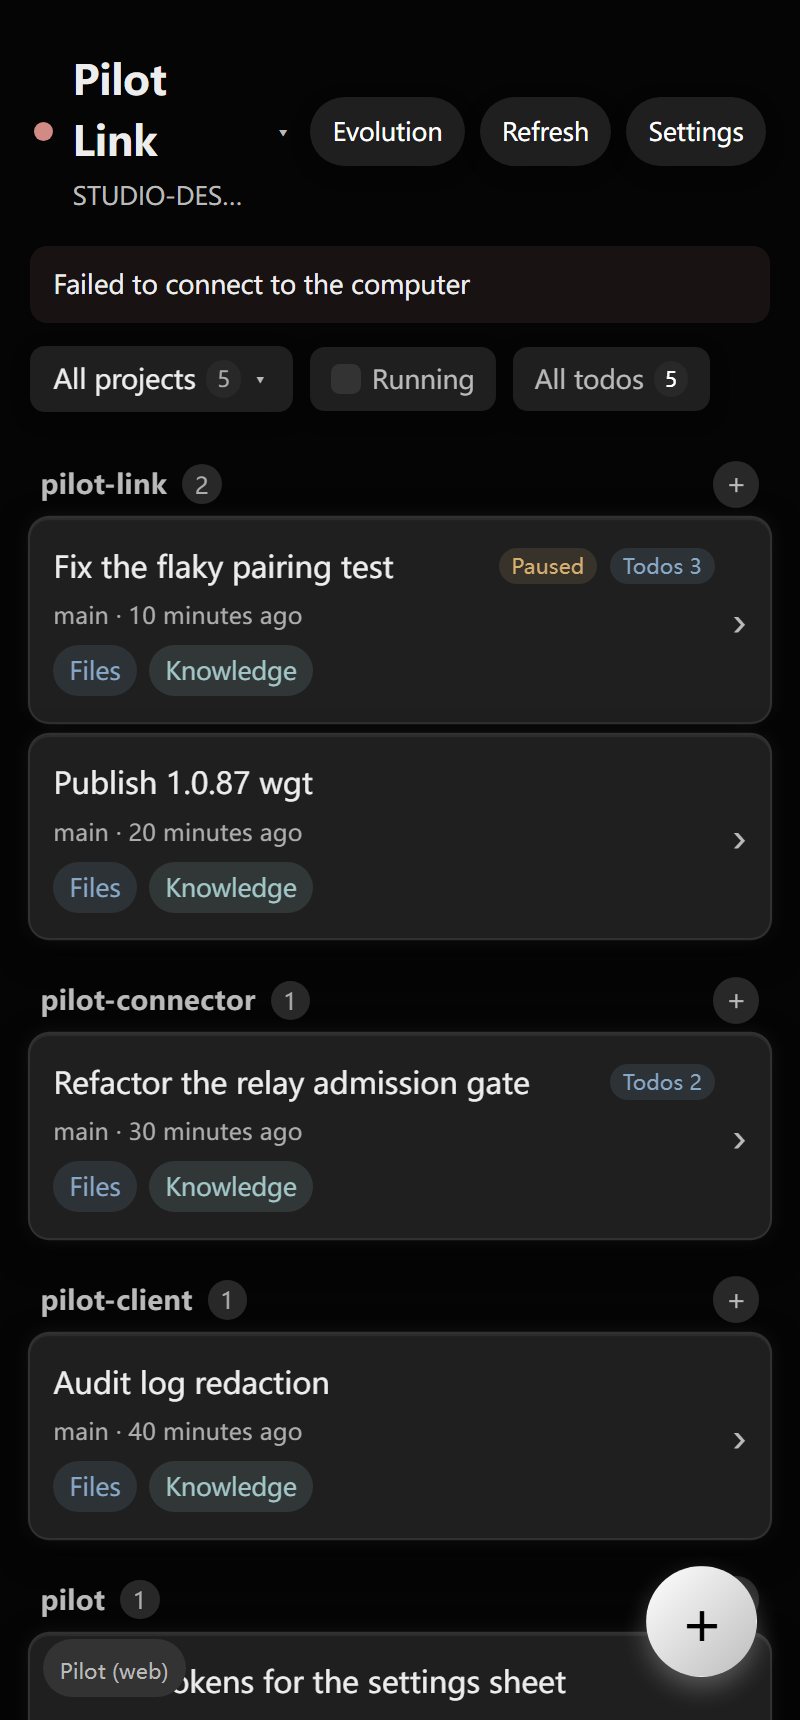 Pilot
Link
STUDIO-DES...
Evolution
Refresh
Settings
Failed to connect to the computer
All projects 5
Running
All todos 5
pilot-link 2
+
Fix the flaky pairing test
Paused
Todos 3
main · 10 minutes ago
Files
Knowledge
Publish 1.0.87 wgt
main · 20 minutes ago
Files
Knowledge
pilot-connector 1
+
Refactor the relay admission gate
Todos 2
main · 30 minutes ago
Files
Knowledge
pilot-client 1
+
Audit log redaction
main · 40 minutes ago
Files
Knowledge
pilot 1
+
Pilot (web)
for the settings sheet